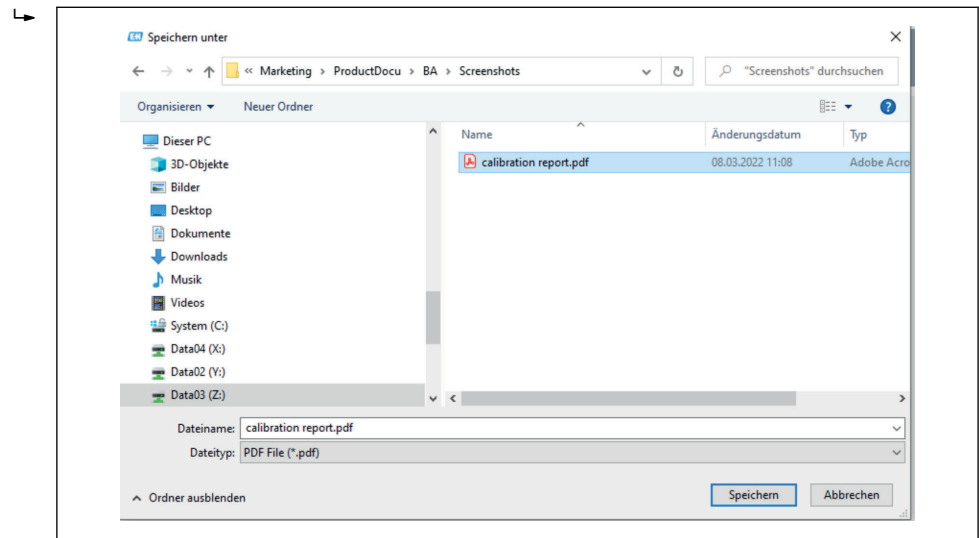 Speichern unter
« Marketing › ProductDocu › BA › Screenshots
"Screenshots" durchsuchen
Organisieren
Neuer Ordner
Name
Änderungsdatum
Typ
Dieser PC
calibration report.pdf
08.03.2022 11:08
Adobe Acro
3D-Objekte
Bilder
Desktop
Dokumente
Downloads
Musik
Videos
System (C:)
Data04 (X:)
Data02 (Y:)
Data03 (Z:)
Dateiname: calibration report.pdf
Dateityp: PDF File (*.pdf)
Ordner ausblenden
Speichern
Abbrechen